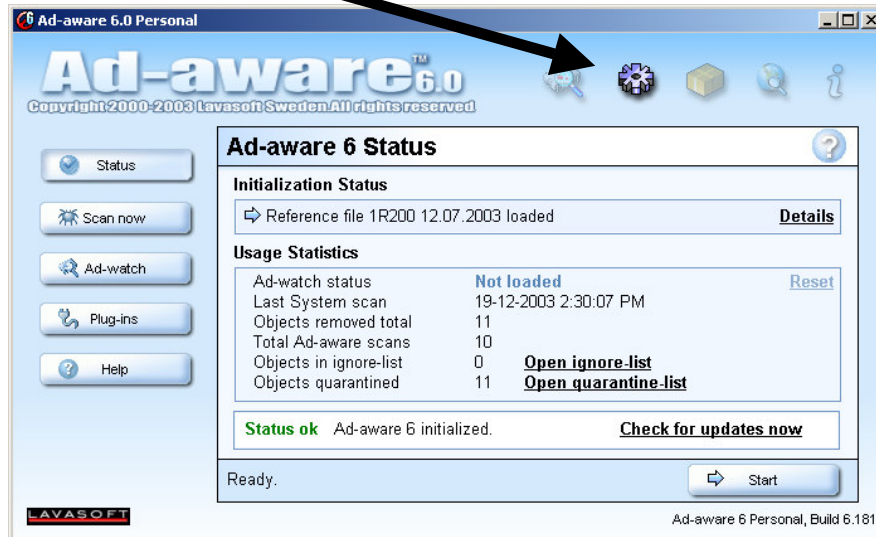 Ad-aware 6.0 Personal
Ad-aware 6.0™
Copyright 2000-2003 Lavasoft Sweden. All rights reserved
Ad-aware 6 Status
Status
Initialization Status
Scan now
Reference file 1R200 12.07.2003 loaded Details
Usage Statistics
Ad-watch
Ad-watch status Not loaded Reset
Last System scan 19-12-2003 2:30:07 PM
Plug-ins
Objects removed total 11
Total Ad-aware scans 10
Help
Objects in ignore-list 0 Open ignore-list
Objects quarantined 11 Open quarantine-list
Status ok Ad-aware 6 initialized. Check for updates now
Ready. Start
LAVASOFT
Ad-aware 6 Personal, Build 6.181